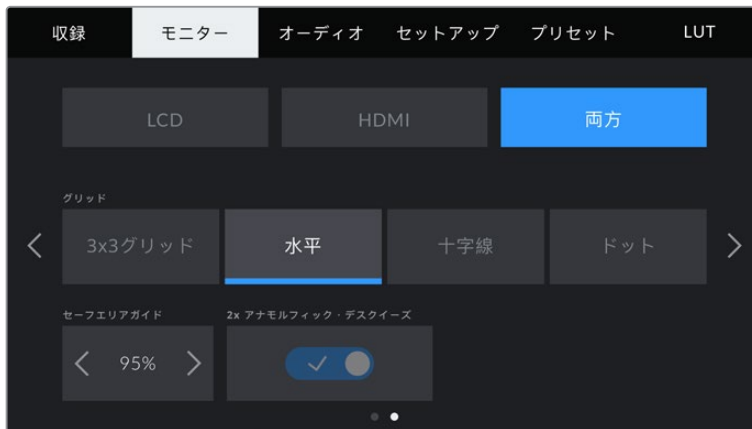 収録 モニター オーディオ セットアップ プリセット LUT
LCD HDMI 両方
グリッド
3x3グリッド 水平 十字線 ドット
セーフエリアガイド 2x アナモルフィック・デスクイーズ
95%